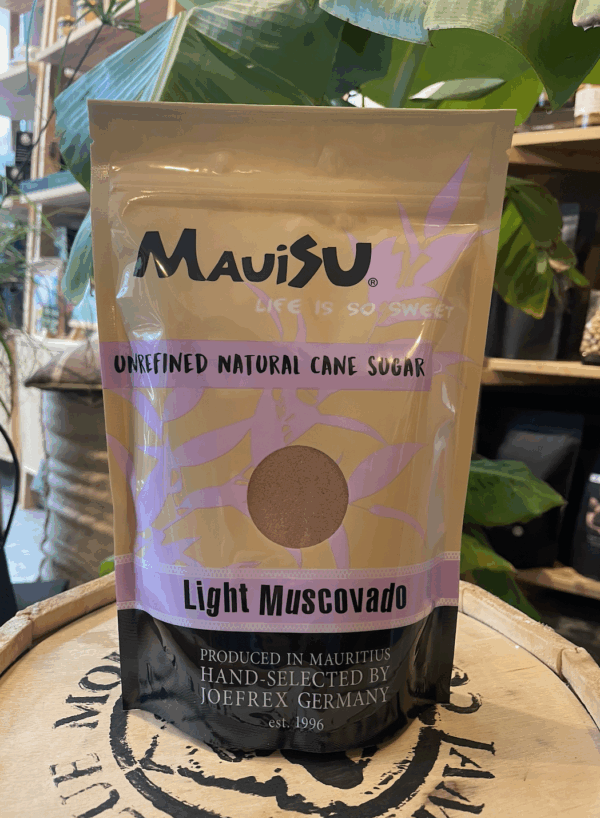 MAUISU®
LIFE IS SO SWEET
UNREFINED NATURAL CANE SUGAR
Light Muscovado
PRODUCED IN MAURITIUS
HAND-SELECTED BY
JOEFREX GERMANY
est. 1996